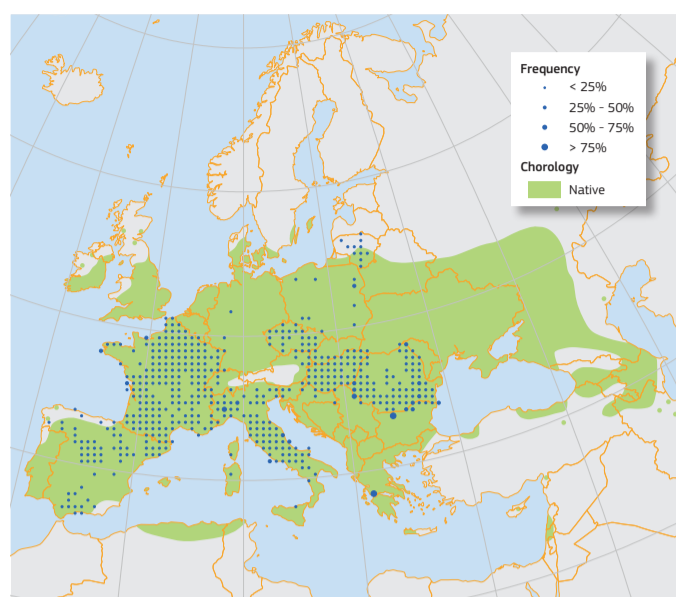 Frequency
< 25%
25% - 50%
50% - 75%
> 75%
Chorology
Native